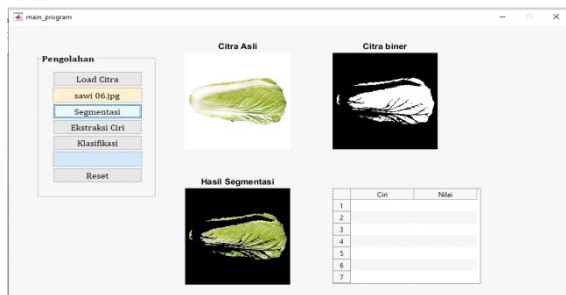 main_program
Pengolahan
Load Citra
sawi 06.jpg
Segmentasi
Ekstraksi Ciri
Klasifikasi
Reset
Citra Asli
Citra biner
Hasil Segmentasi
Ciri Nilai
1
2
3
4
5
6
7